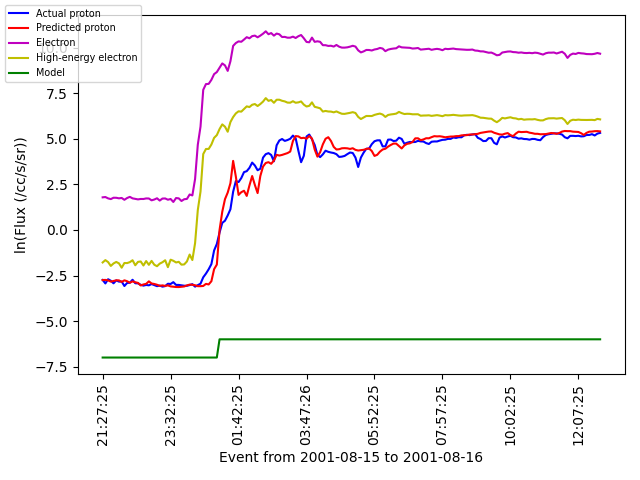 Actual proton
Predicted proton
Electron
High-energy electron
Model
10.0
7.5
5.0
2.5
0.0
−2.5
−5.0
−7.5
ln(Flux (/cc/s/sr))
21:27:25
23:32:25
01:42:25
03:47:26
05:52:25
07:57:25
10:02:25
12:07:25
Event from 2001-08-15 to 2001-08-16